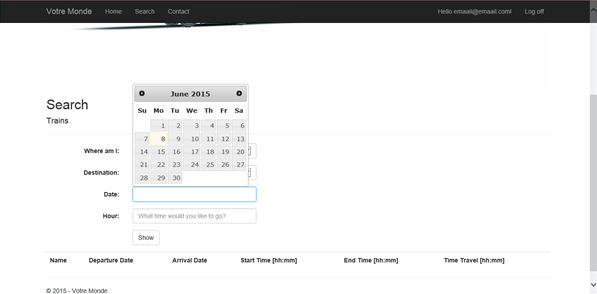 Votre Monde Home Search Contact Hello emaail@emaail.com! Log off
June 2015
Su Mo Tu We Th Fr Sa
1 2 3 4 5 6
7 8 9 10 11 12 13
14 15 16 17 18 19 20
21 22 23 24 25 26 27
28 29 30
Search
Trains
Where am I:
Destination:
Date:
Hour: What time would you like to go?
Show
Name Departure Date Arrival Date Start Time [hh:mm] End Time [hh:mm] Time Travel [hh:mm]
© 2015 - Votre Monde